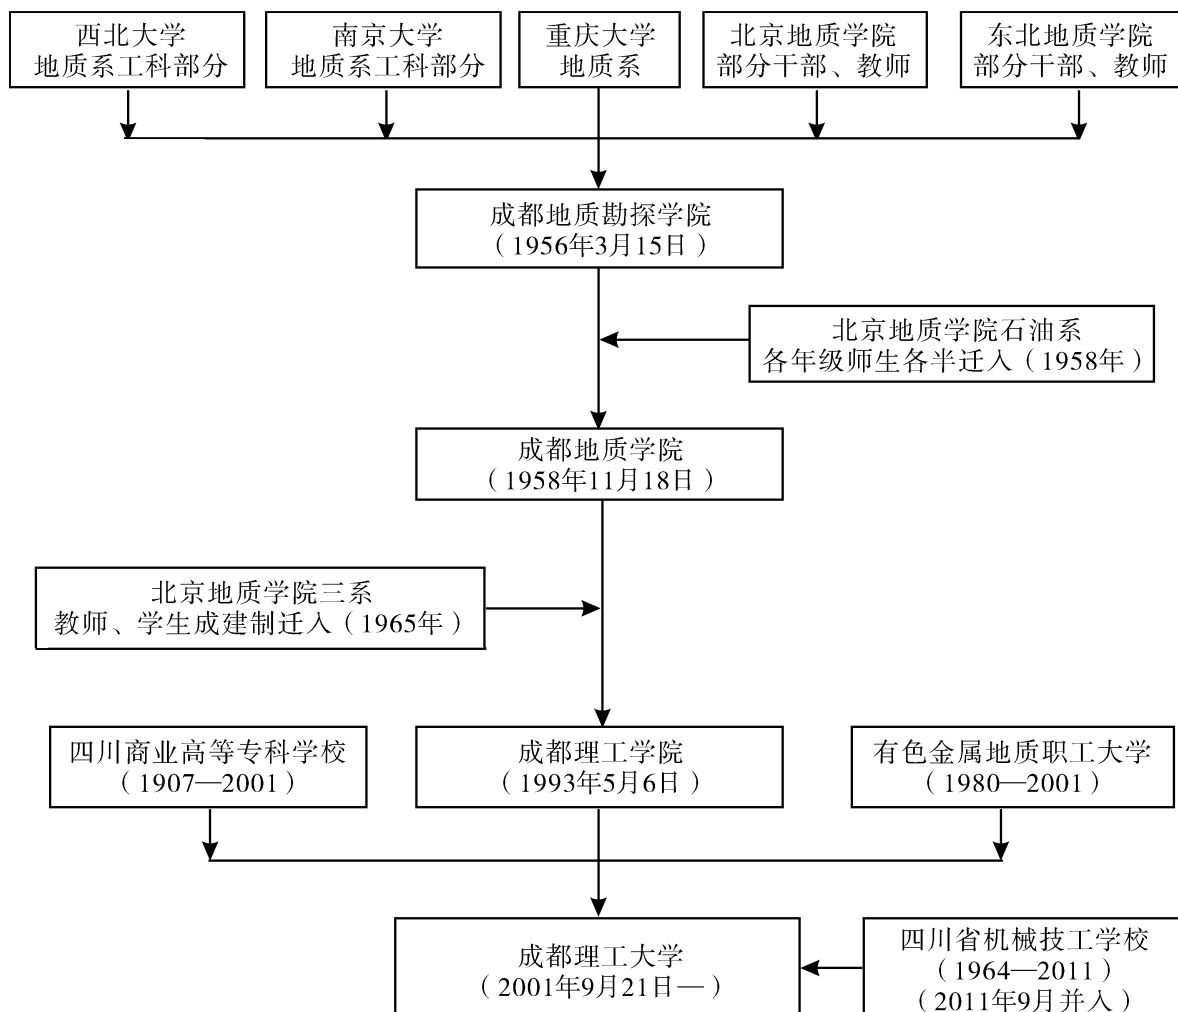 西北大学
地质系工科部分
南京大学
地质系工科部分
重庆大学
地质系
北京地质学院
部分干部、教师
东北地质学院
部分干部、教师
成都地质勘探学院
（1956年3月15日）
北京地质学院石油系
各年级师生各半迁入（1958年）
成都地质学院
（1958年11月18日）
北京地质学院三系
教师、学生成建制迁入（1965年）
四川商业高等专科学校
（1907—2001）
成都理工学院
（1993年5月6日）
有色金属地质职工大学
（1980—2001）
成都理工大学
（2001年9月21日—）
四川省机械技工学校
（1964—2011）
（2011年9月并入）